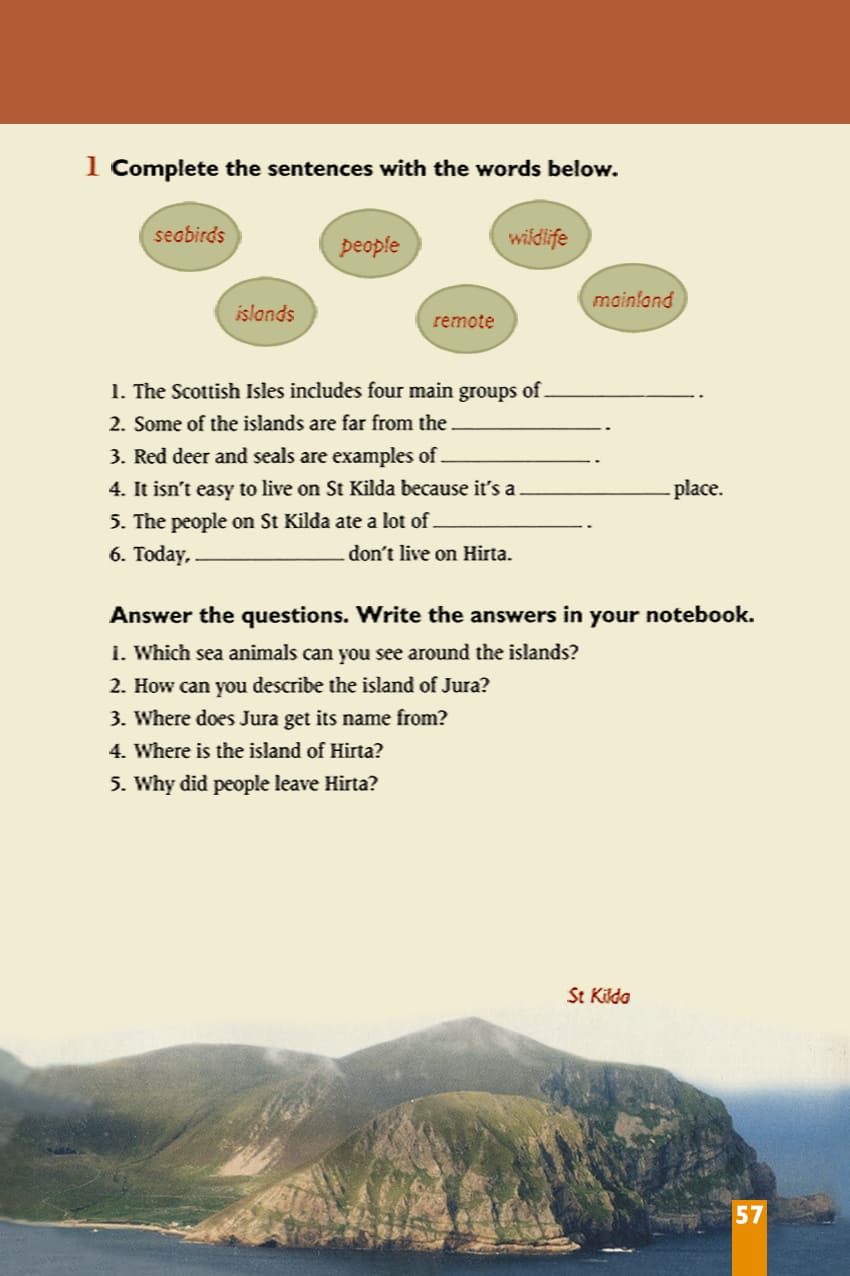 1 Complete the sentences with the words below.
seabirds people wildlife
islands remote mainland
1. The Scottish Isles includes four main groups of ____________ .
2. Some of the islands are far from the ____________ .
3. Red deer and seals are examples of ____________ .
4. It isn't easy to live on St Kilda because it's a ____________ place.
5. The people on St Kilda ate a lot of ____________ .
6. Today, ____________ don't live on Hirta.
Answer the questions. Write the answers in your notebook.
1. Which sea animals can you see around the islands?
2. How can you describe the island of Jura?
3. Where does Jura get its name from?
4. Where is the island of Hirta?
5. Why did people leave Hirta?
St Kilda
57